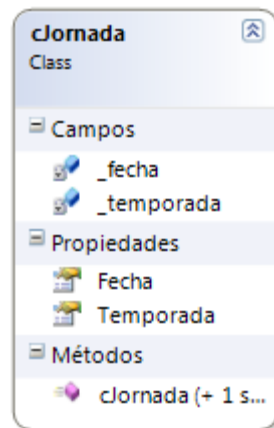 cJornada
Class
Campos
_fecha
_temporada
Propiedades
Fecha
Temporada
Métodos
cJornada (+ 1 s...